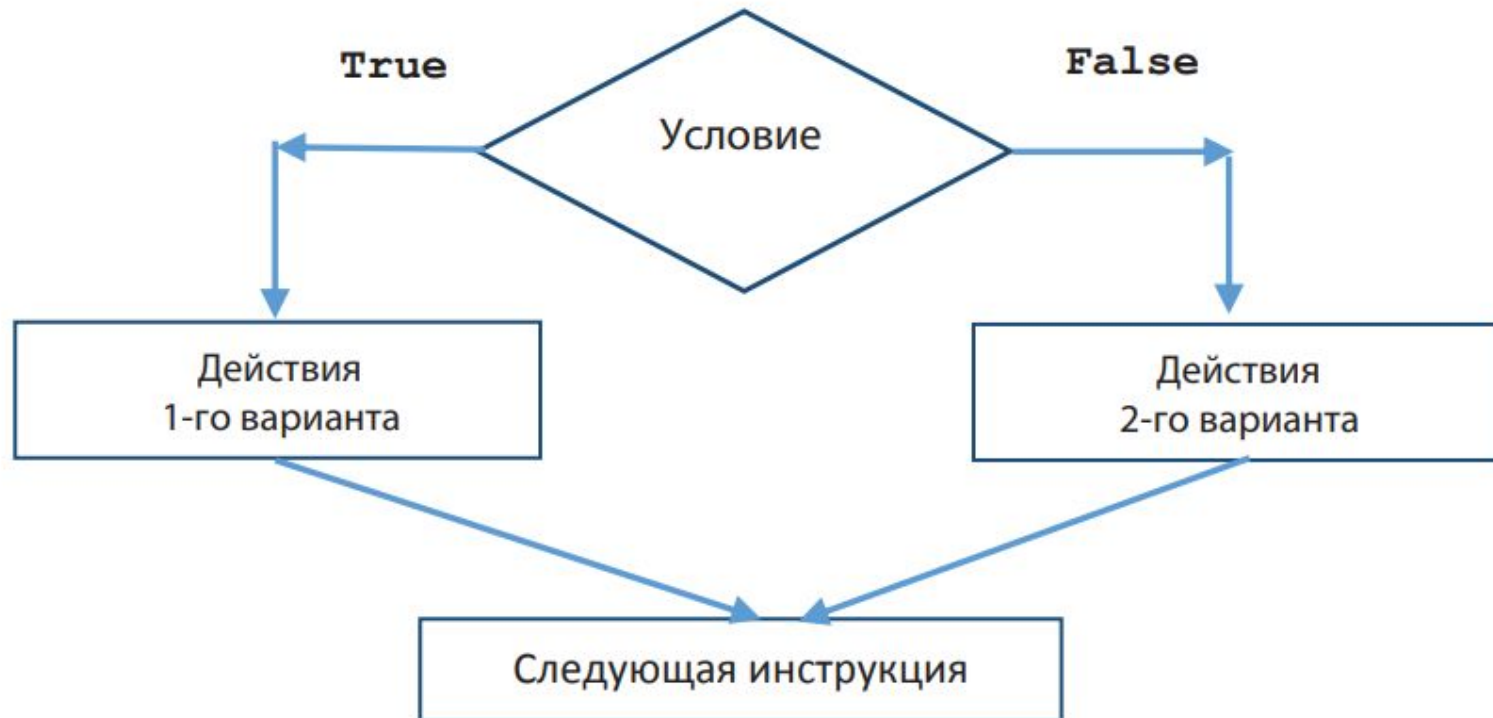 True
False
Условие
Действия
1-го варианта
Действия
2-го варианта
Следующая инструкция